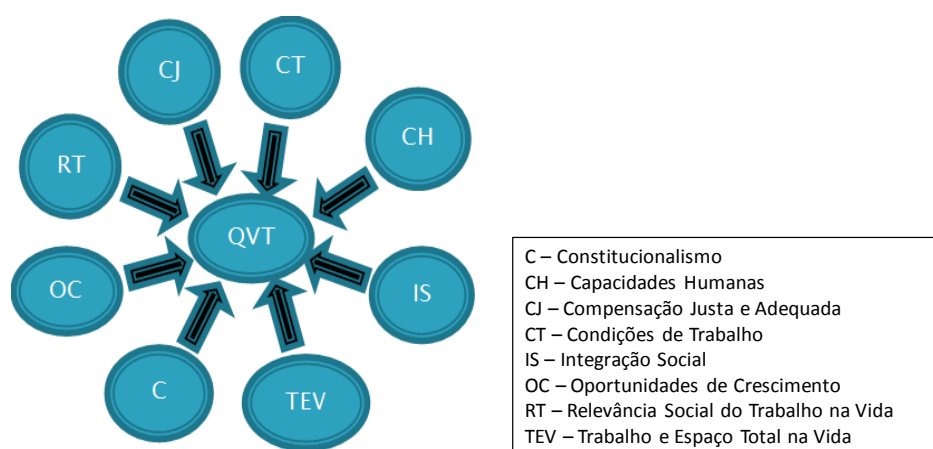 CJ
CT
CH
RT
QVT
OC
IS
C
TEV
C – Constitucionalismo
CH – Capacidades Humanas
CJ – Compensação Justa e Adequada
CT – Condições de Trabalho
IS – Integração Social
OC – Oportunidades de Crescimento
RT – Relevância Social do Trabalho na Vida
TEV – Trabalho e Espaço Total na Vida